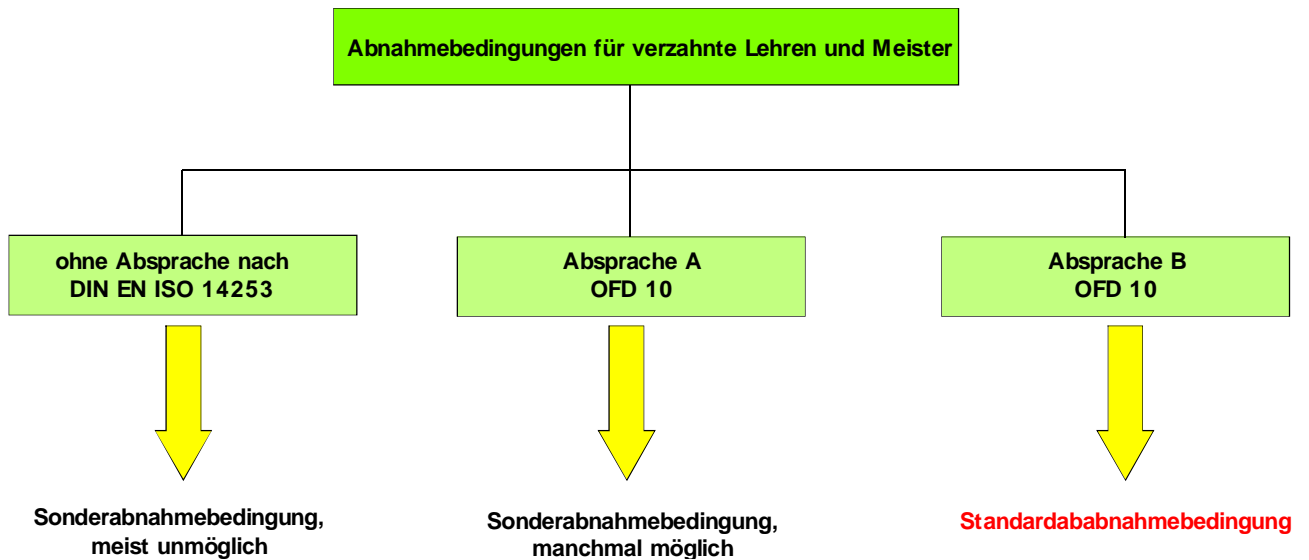 Abnahmebedingungen für verzahnte Lehren und Meister
ohne Absprache nach
DIN EN ISO 14253
Absprache A
OFD 10
Absprache B
OFD 10
Sonderabnahmebedingung,
meist unmöglich
Sonderabnahmebedingung,
manchmal möglich
Standardababnahmebedingung